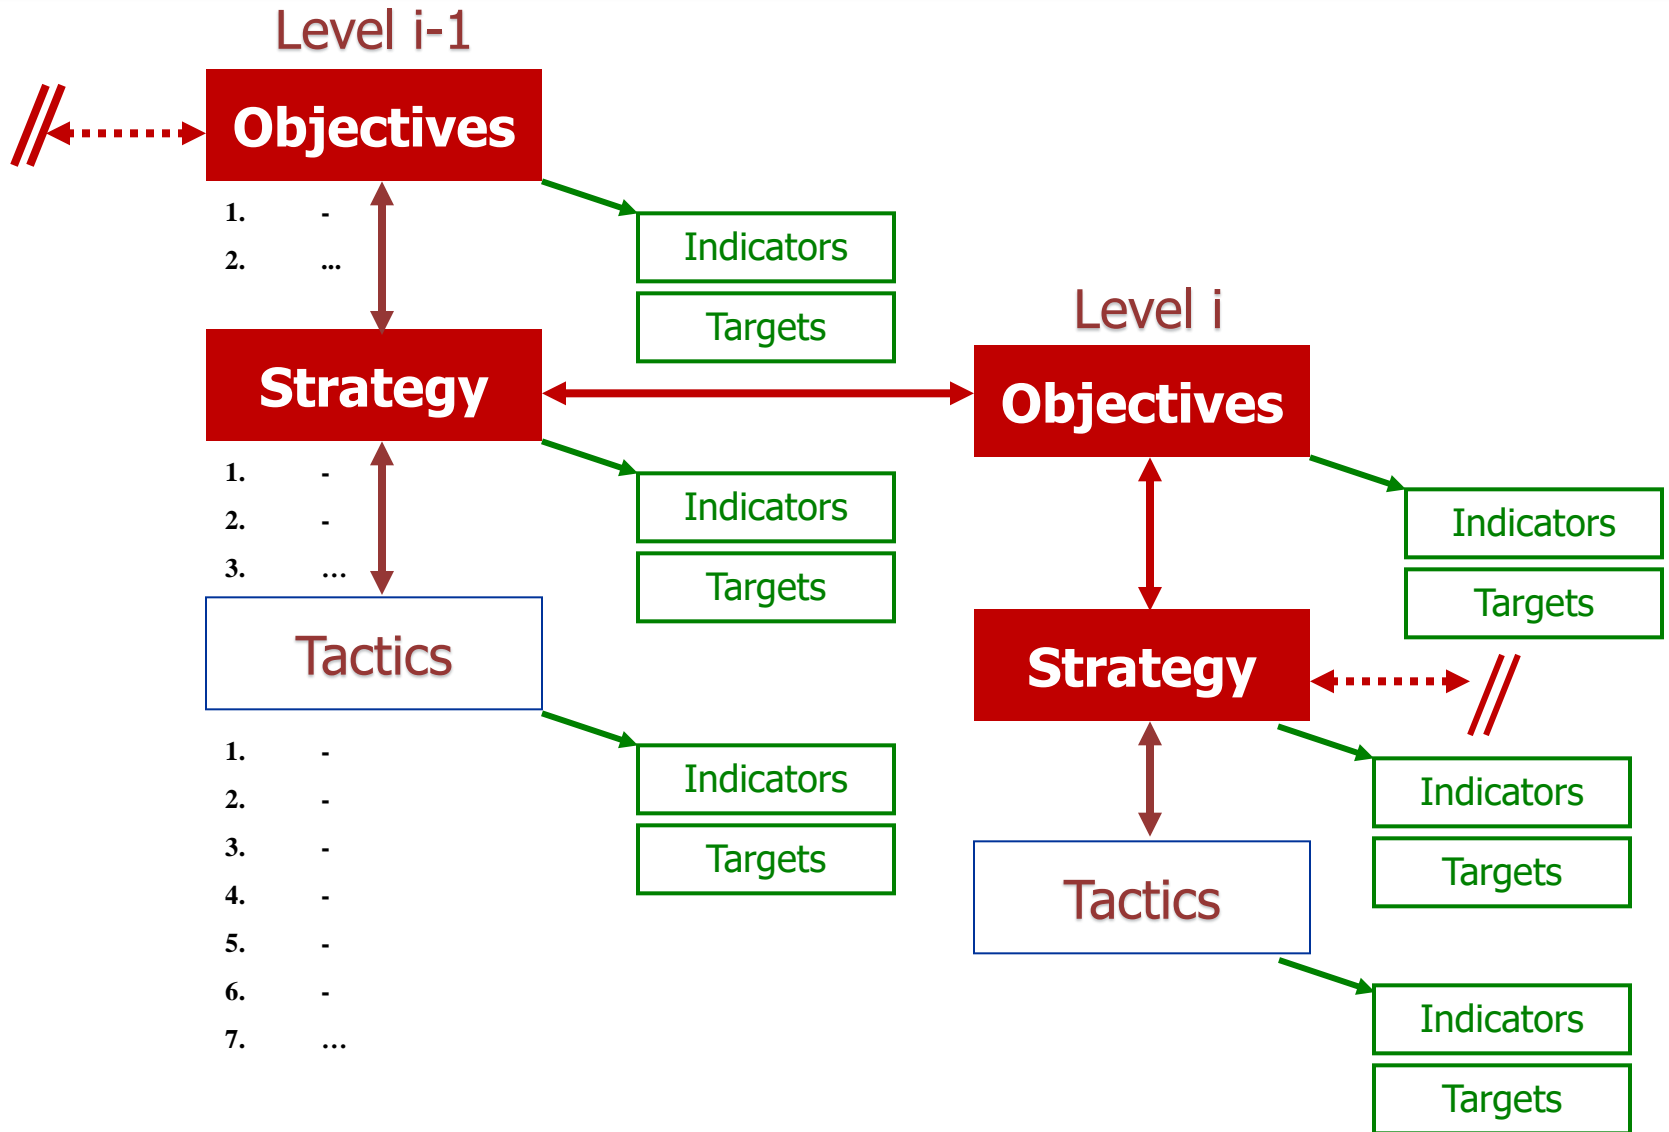 Level i-1
Objectives
1. -
2. ...
Indicators
Targets
Strategy
1. -
2. -
3. …
Indicators
Targets
Tactics
1. -
2. -
3. -
4. -
5. -
6. -
7. …
Indicators
Targets
Level i
Objectives
Indicators
Targets
Strategy
Indicators
Targets
Tactics
Indicators
Targets